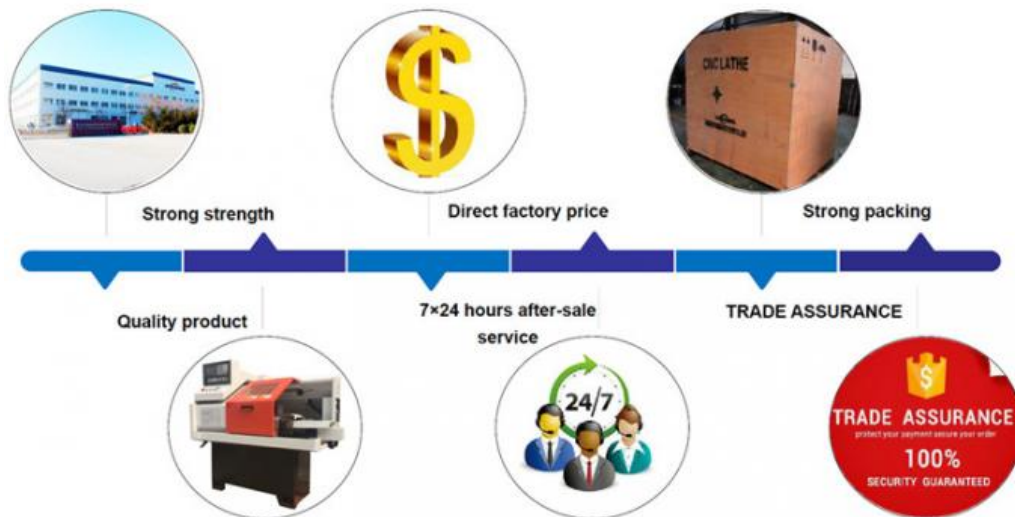 CNC LATHE
Strong strength
Direct factory price
Strong packing
Quality product
7×24 hours after-sale
service
TRADE ASSURANCE
24/7
TRADE ASSURANCE
protect your payment secure your order
100%
SECURITY GUARANTEED